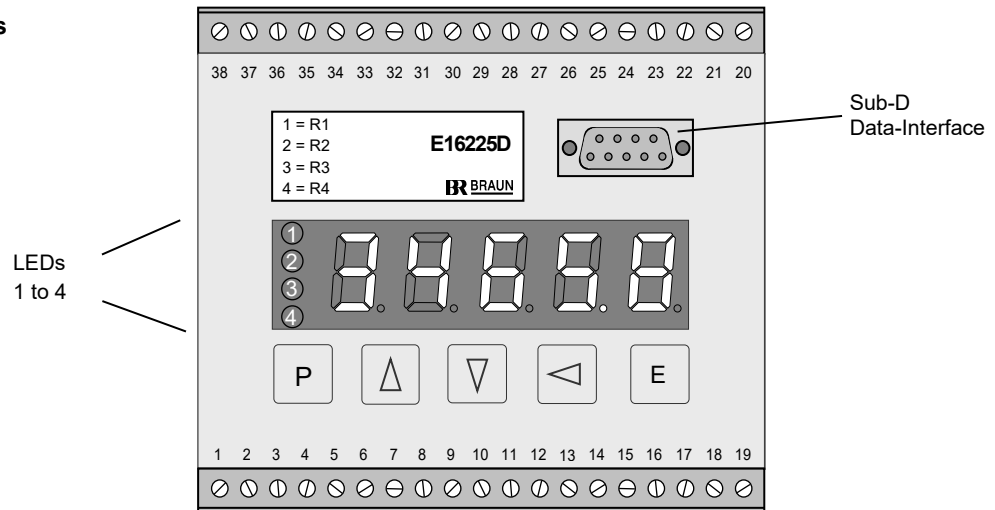 s
38 37 36 35 34 33 32 31 30 29 28 27 26 25 24 23 22 21 20
1 = R1
2 = R2
3 = R3
4 = R4
E16225D
BR BRAUN
Sub-D
Data-Interface
LEDs
1 to 4
1
2
3
4
3465.8
P
E
1 2 3 4 5 6 7 8 9 10 11 12 13 14 15 16 17 18 19